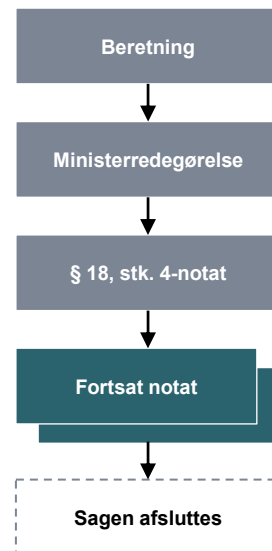 Beretning
Ministerredegørelse
§ 18, stk. 4-notat
Fortsat notat
Sagen afsluttes